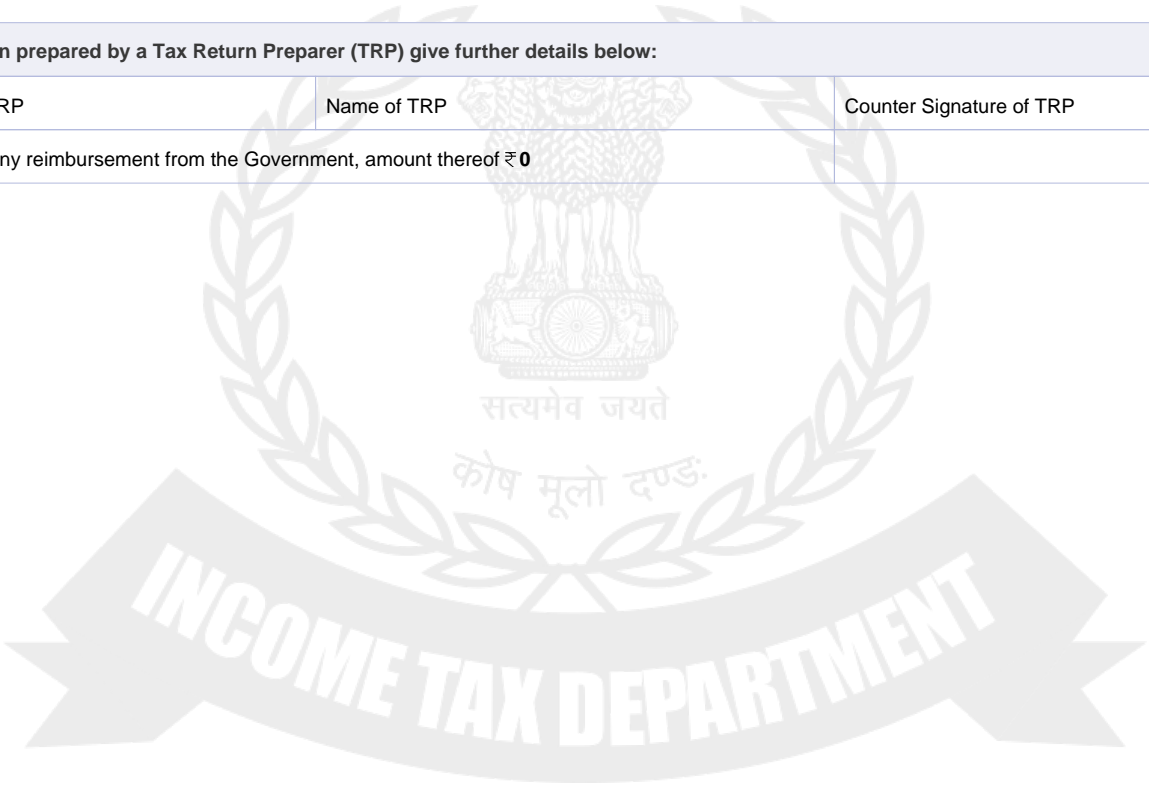 n prepared by a Tax Return Preparer (TRP) give further details below:
RP Name of TRP Counter Signature of TRP
ny reimbursement from the Government, amount thereof ₹ 0
सत्यमेव जयते
कोष मूलो दण्डः
INCOME TAX DEPARTMENT